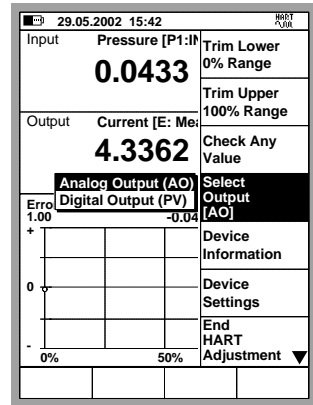 29.05.2002 15:42
HART
Input
Pressure [P1:IN
0.0433
Output
Current [E: Mea
4.3362
Analog Output (AO)
Digital Output (PV)
Erro
1.00
-0.04
+
0
-
0%
50%
Trim Lower
0% Range
Trim Upper
100% Range
Check Any
Value
Select
Output
[AO]
Device
Information
Device
Settings
End
HART
Adjustment